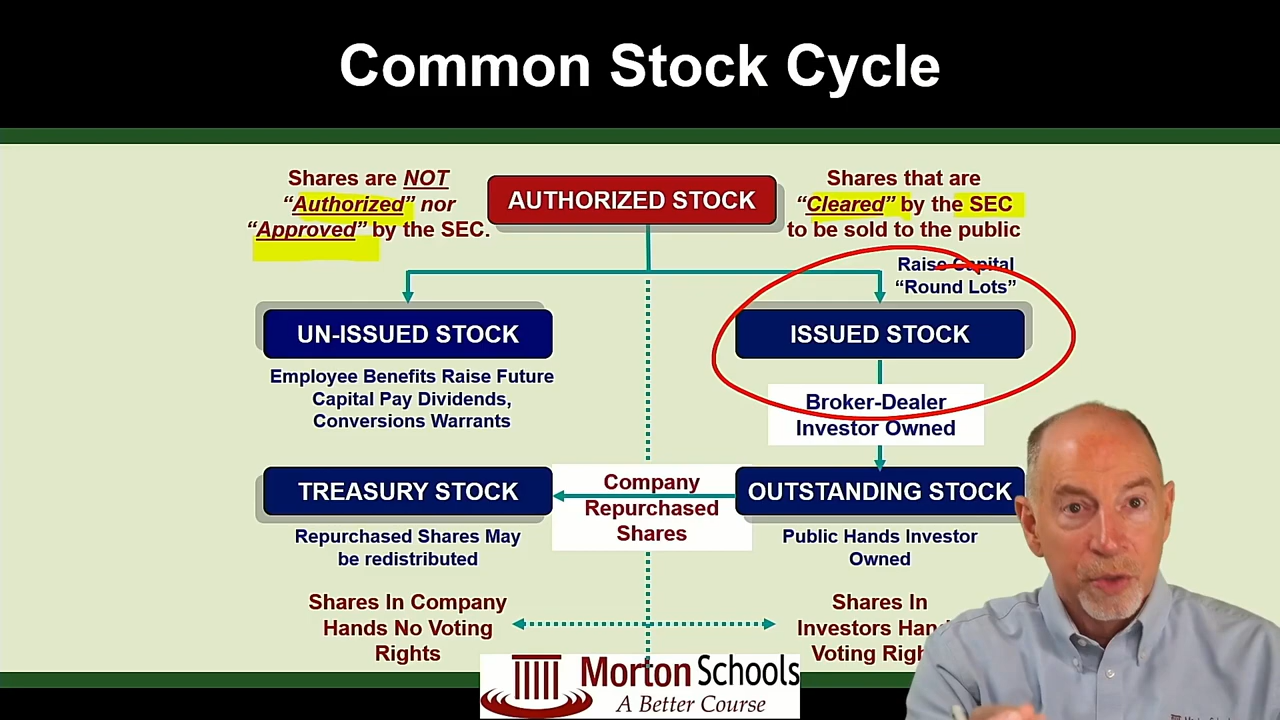 Common Stock Cycle
Shares are NOT
“Authorized” nor
“Approved” by the SEC.
AUTHORIZED STOCK
Shares that are
“Cleared” by the SEC
to be sold to the public
Raise Capital
“Round Lots”
UN-ISSUED STOCK
ISSUED STOCK
Employee Benefits Raise Future
Capital Pay Dividends,
Conversions Warrants
Broker-Dealer
Investor Owned
TREASURY STOCK
Company
Repurchased
Shares
OUTSTANDING STOCK
Repurchased Shares May
be redistributed
Public Hands Investor
Owned
Shares In Company
Hands No Voting
Rights
Shares In
Investors
Voting
Morton Schools
A Better Course